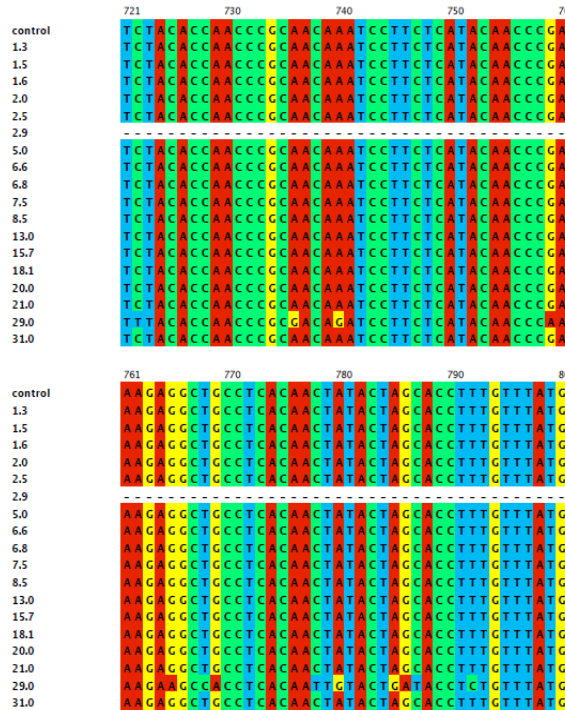 721 730 740 750
control TCTACACCAACCCGCAACAAATCCTTCTCATACAACCCGA
1.3 TCTACACCAACCCGCAACAAATCCTTCTCATACAACCCGA
1.5 TCTACACCAACCCGCAACAAATCCTTCTCATACAACCCGA
1.6 TCTACACCAACCCGCAACAAATCCTTCTCATACAACCCGA
2.0 TCTACACCAACCCGCAACAAATCCTTCTCATACAACCCGA
2.5 TCTACACCAACCCGCAACAAATCCTTCTCATACAACCCGA
2.9 ----------------------------------------
5.0 TCTACACCAACCCGCAACAAATCCTTCTCATACAACCCGA
6.6 TCTACACCAACCCGCAACAAATCCTTCTCATACAACCCGA
6.8 TCTACACCAACCCGCAACAAATCCTTCTCATACAACCCGA
7.5 TCTACACCAACCCGCAACAAATCCTTCTCATACAACCCGA
8.5 TCTACACCAACCCGCAACAAATCCTTCTCATACAACCCGA
13.0 TCTACACCAACCCGCAACAAATCCTTCTCATACAACCCGA
15.7 TCTACACCAACCCGCAACAAATCCTTCTCATACAACCCGA
18.1 TCTACACCAACCCGCAACAAATCCTTCTCATACAACCCGA
20.0 TCTACACCAACCCGCAACAAATCCTTCTCATACAACCCGA
21.0 TCTACACCAACCCGCAACAAATCCTTCTCATACAACCCGA
29.0 TTTACACCAACCCGCGACAGATCCTTCTCATACAACCCAA
31.0 TCTACACCAACCCGCAACAAATCCTTCTCATACAACCCGA
761 770 780 790
control AAGAGGCTGCCTCACAACTATACTAGCACCTTTGTTTATG
1.3 AAGAGGCTGCCTCACAACTATACTAGCACCTTTGTTTATG
1.5 AAGAGGCTGCCTCACAACTATACTAGCACCTTTGTTTATG
1.6 AAGAGGCTGCCTCACAACTATACTAGCACCTTTGTTTATG
2.0 AAGAGGCTGCCTCACAACTATACTAGCACCTTTGTTTATG
2.5 AAGAGGCTGCCTCACAACTATACTAGCACCTTTGTTTATG
2.9 ----------------------------------------
5.0 AAGAGGCTGCCTCACAACTATACTAGCACCTTTGTTTATG
6.6 AAGAGGCTGCCTCACAACTATACTAGCACCTTTGTTTATG
6.8 AAGAGGCTGCCTCACAACTATACTAGCACCTTTGTTTATG
7.5 AAGAGGCTGCCTCACAACTATACTAGCACCTTTGTTTATG
8.5 AAGAGGCTGCCTCACAACTATACTAGCACCTTTGTTTATG
13.0 AAGAGGCTGCCTCACAACTATACTAGCACCTTTGTTTATG
15.7 AAGAGGCTGCCTCACAACTATACTAGCACCTTTGTTTATG
18.1 AAGAGGCTGCCTCACAACTATACTAGCACCTTTGTTTATG
20.0 AAGAGGCTGCCTCACAACTATACTAGCACCTTTGTTTATG
21.0 AAGAGGCTGCCTCACAACTATACTAGCACCTTTGTTTATG
29.0 AAGAAGCCACCTCACAATTGTACTGATACCTCTGTTTATG
31.0 AAGAGGCTGCCTCACAACTATACTAGCACCTTTGTTTATG